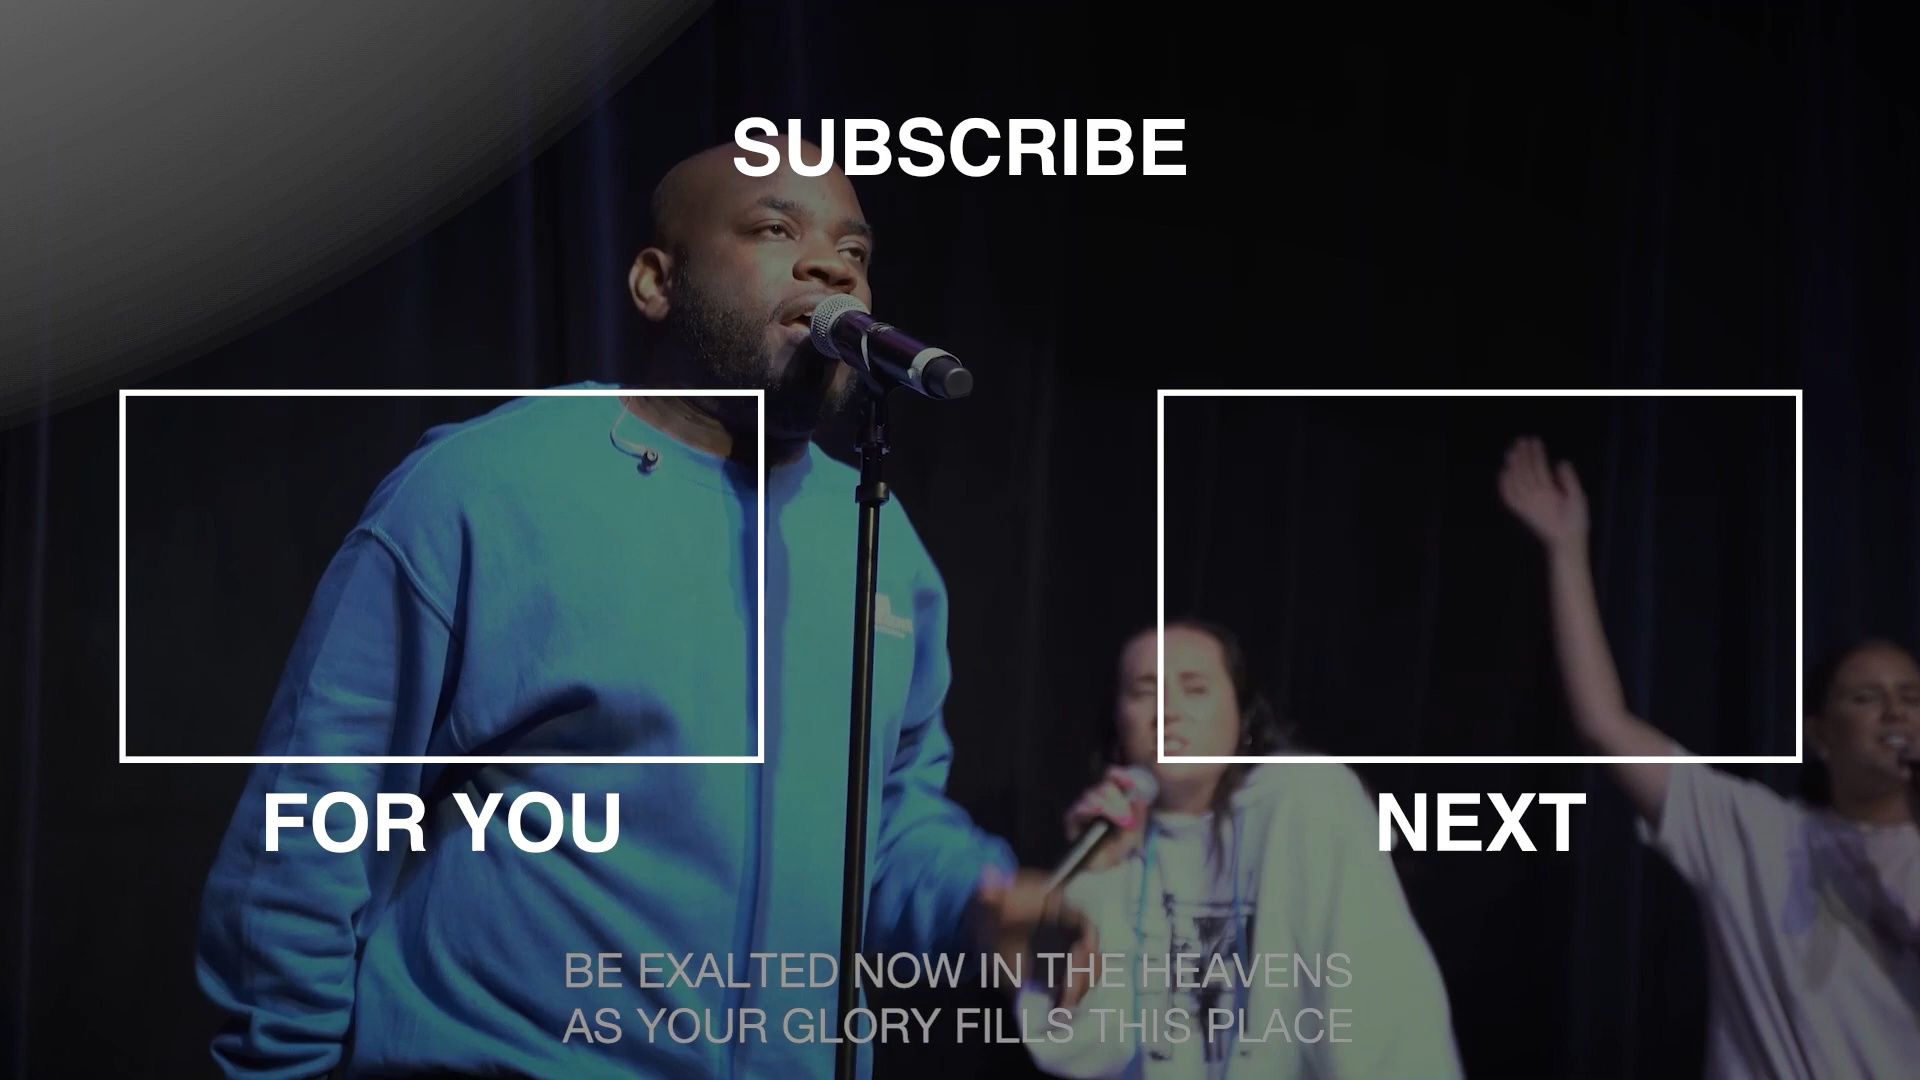 SUBSCRIBE
FOR YOU
NEXT
BE EXALTED NOW IN THE HEAVENS
AS YOUR GLORY FILLS THIS PLACE